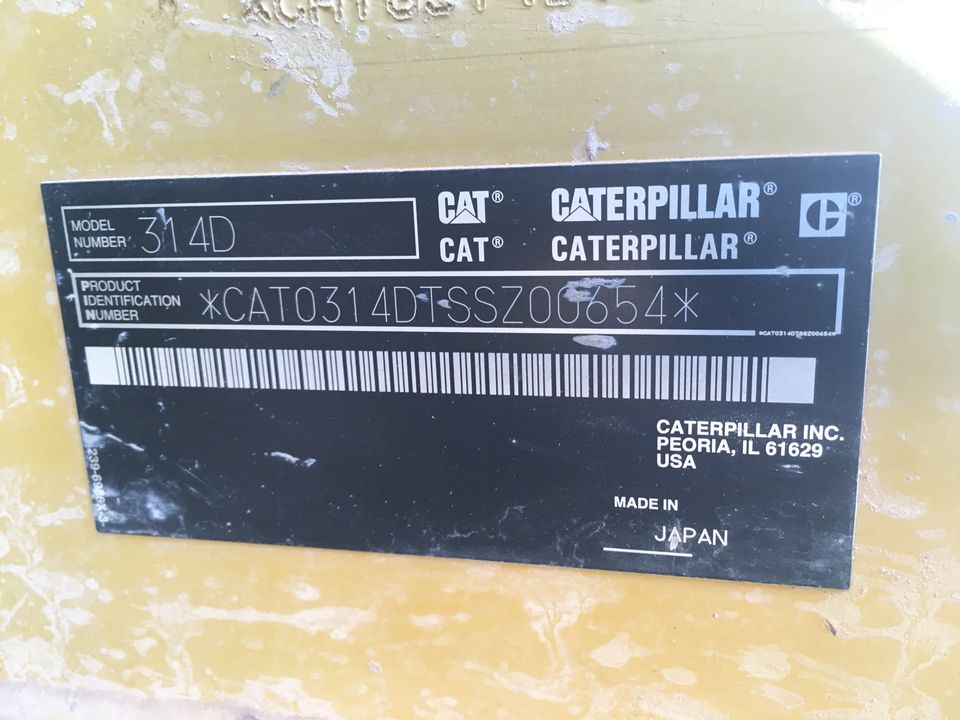 MODEL
NUMBER 314D
CAT® CATERPILLAR®
CAT® CATERPILLAR®
PRODUCT
IDENTIFICATION
NUMBER
*CAT0314DTSSZ00654*
*CAT0314DTSSZ00654*
CATERPILLAR INC.
PEORIA, IL 61629
USA
MADE IN
JAPAN